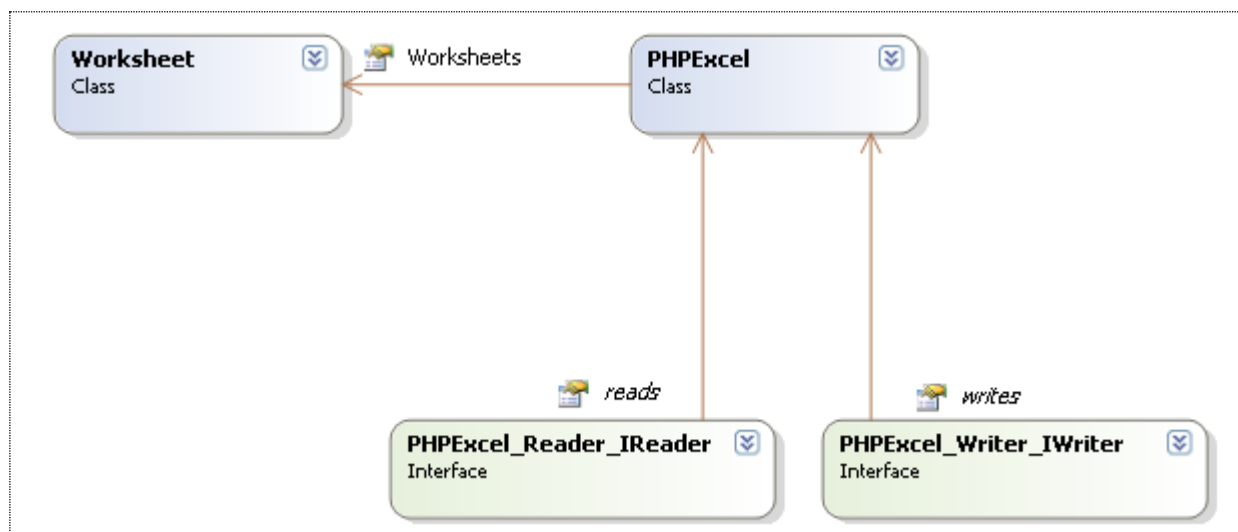 Worksheet
Class
Worksheets
PHPExcel
Class
reads
writes
PHPExcel_Reader_IReader
Interface
PHPExcel_Writer_IWriter
Interface